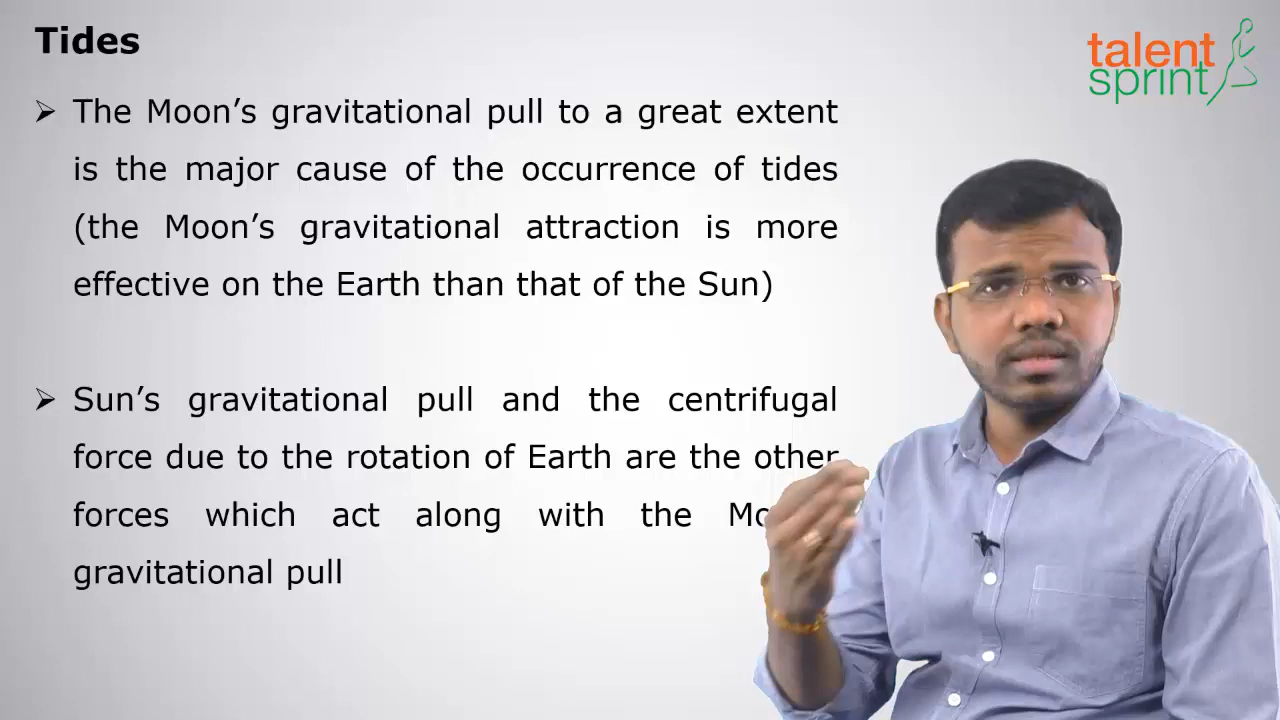 Tides
talent
sprint
➢ The Moon’s gravitational pull to a great extent
is the major cause of the occurrence of tides
(the Moon’s gravitational attraction is more
effective on the Earth than that of the Sun)
➢ Sun’s gravitational pull and the centrifugal
force due to the rotation of Earth are the other
forces which act along with the
gravitational pull